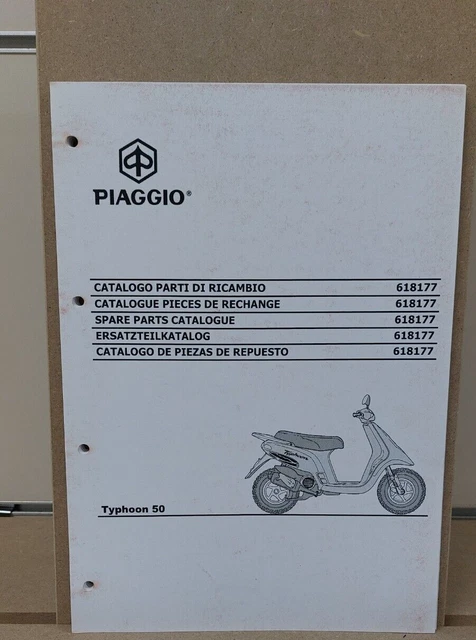 PIAGGIO®
CATALOGO PARTI DI RICAMBIO 618177
CATALOGUE PIECES DE RECHANGE 618177
SPARE PARTS CATALOGUE 618177
ERSATZTEILKATALOG 618177
CATALOGO DE PIEZAS DE REPUESTO 618177
Typhoon
Typhoon 50